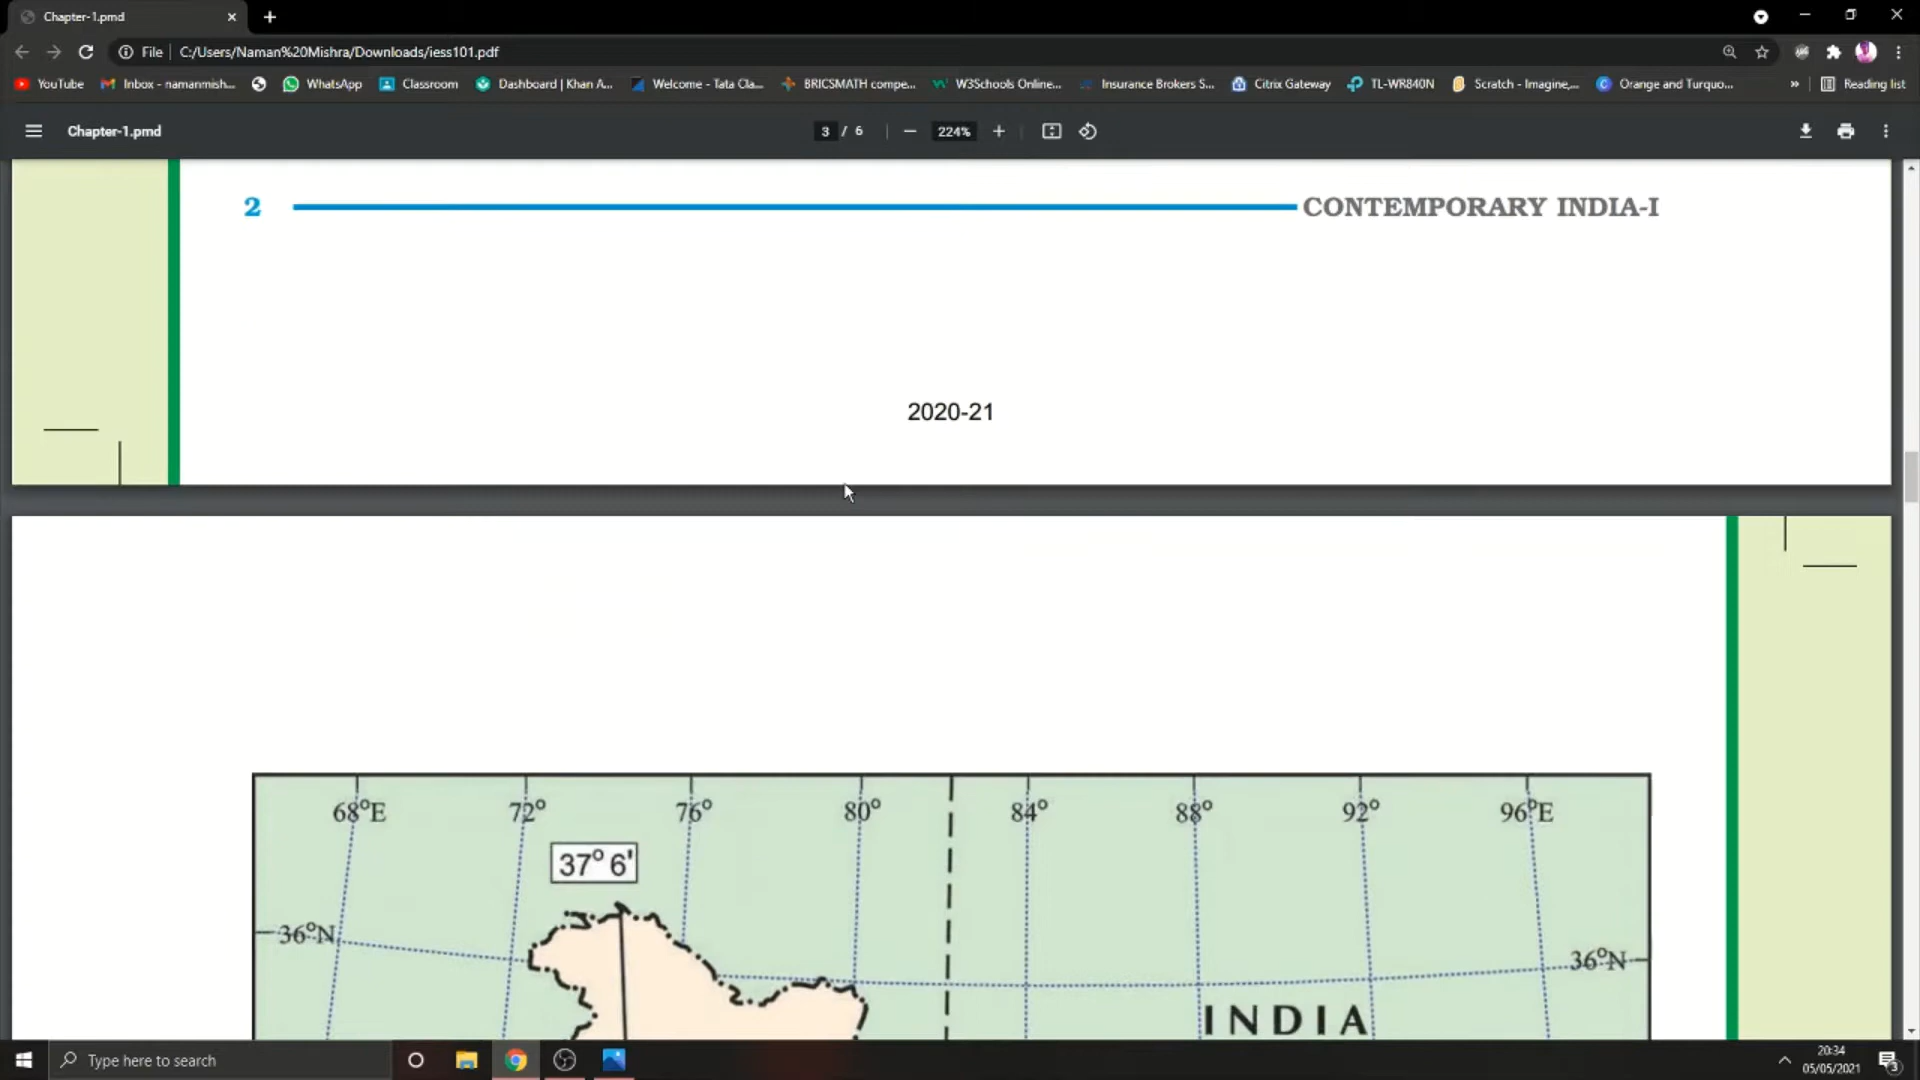 Chapter-1.pmd
File
C:/Users/Naman%20Mishra/Downloads/iess101.pdf
YouTube
Inbox - namanmish...
WhatsApp
Classroom
Dashboard | Khan A...
Welcome - Tata Cla...
BRICSMATH compe...
W3Schools Online...
Insurance Brokers S...
Citrix Gateway
TL-WR840N
Scratch - Imagine,...
Orange and Turquo...
»
Reading list
Chapter-1.pmd
3 / 6
224%
2
CONTEMPORARY INDIA-I
2020-21
68°E 72° 76° 80° 84° 88° 92° 96°E
37° 6'
36°N
36°N
INDIA
Type here to search
20:34
05/05/2021
3